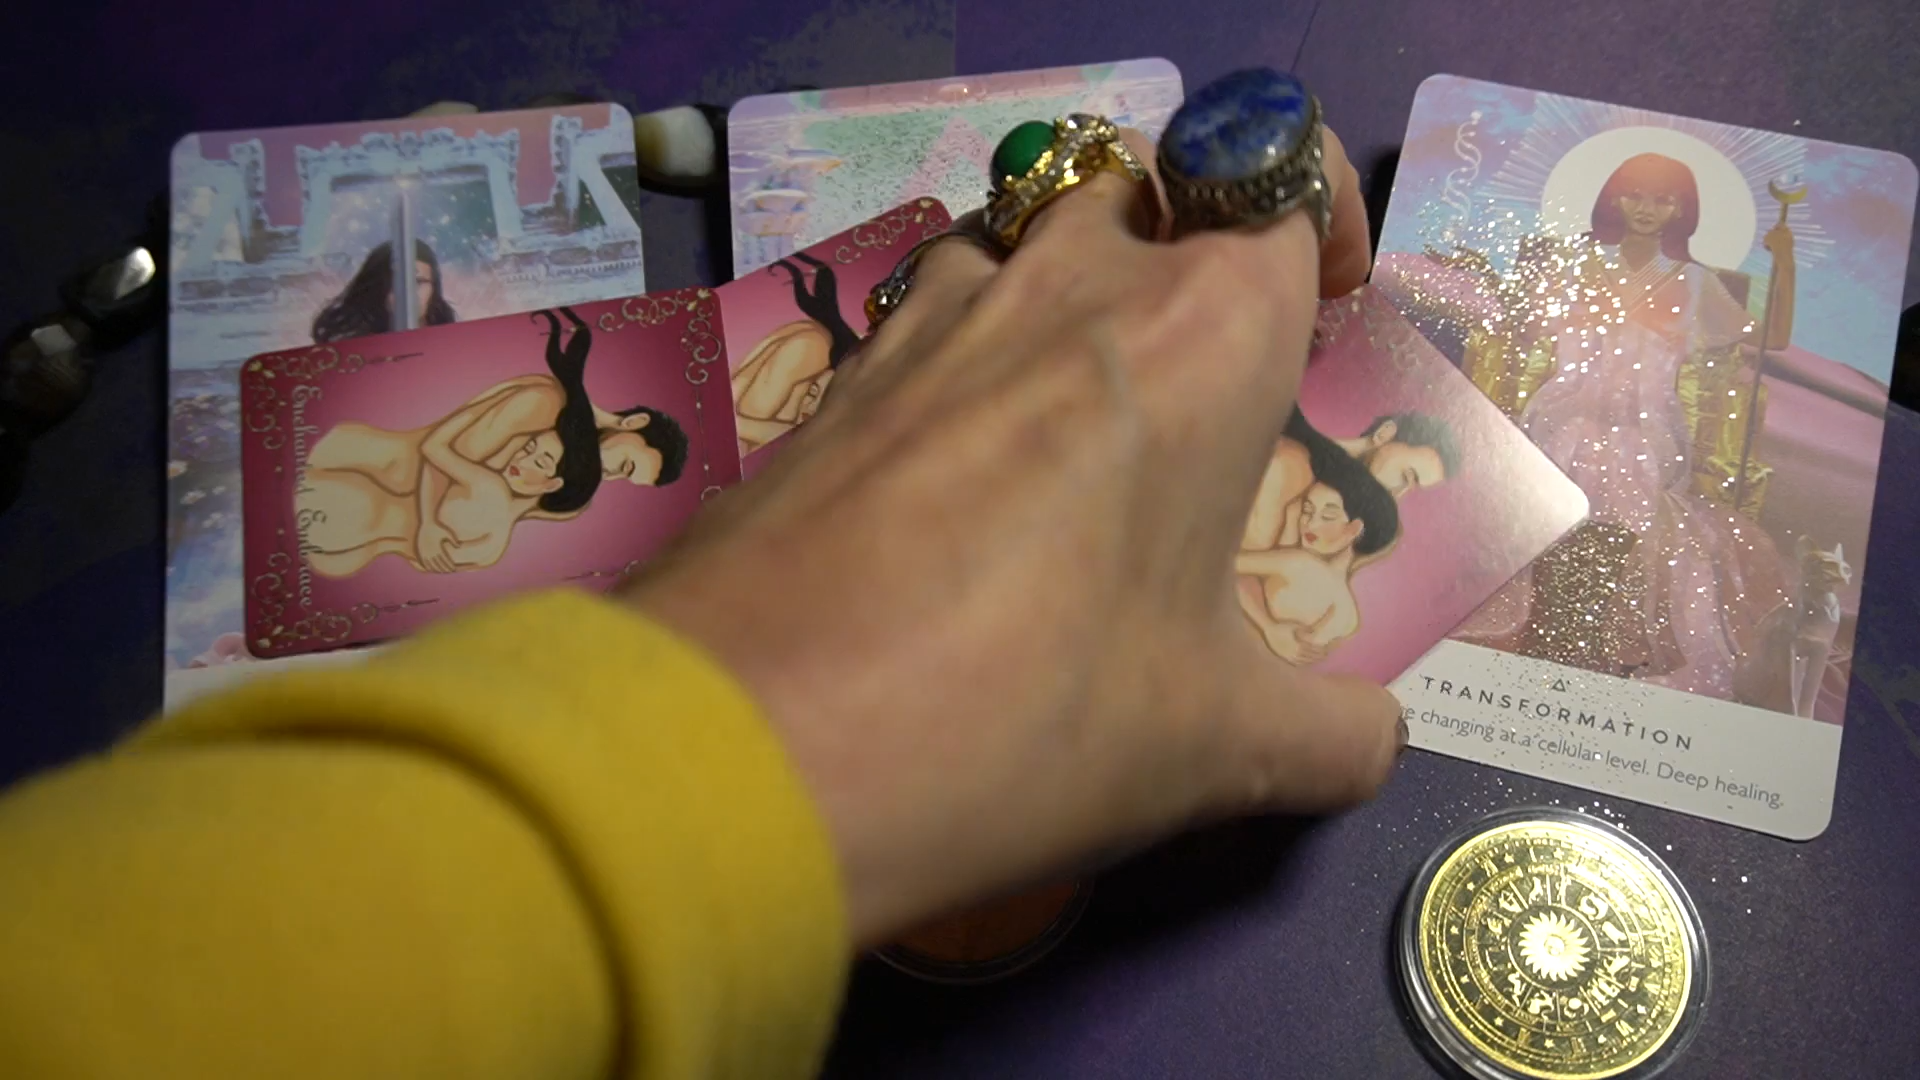 Enchanted Embrace
TRANSFORMATION
changing at a cellular level. Deep healing.